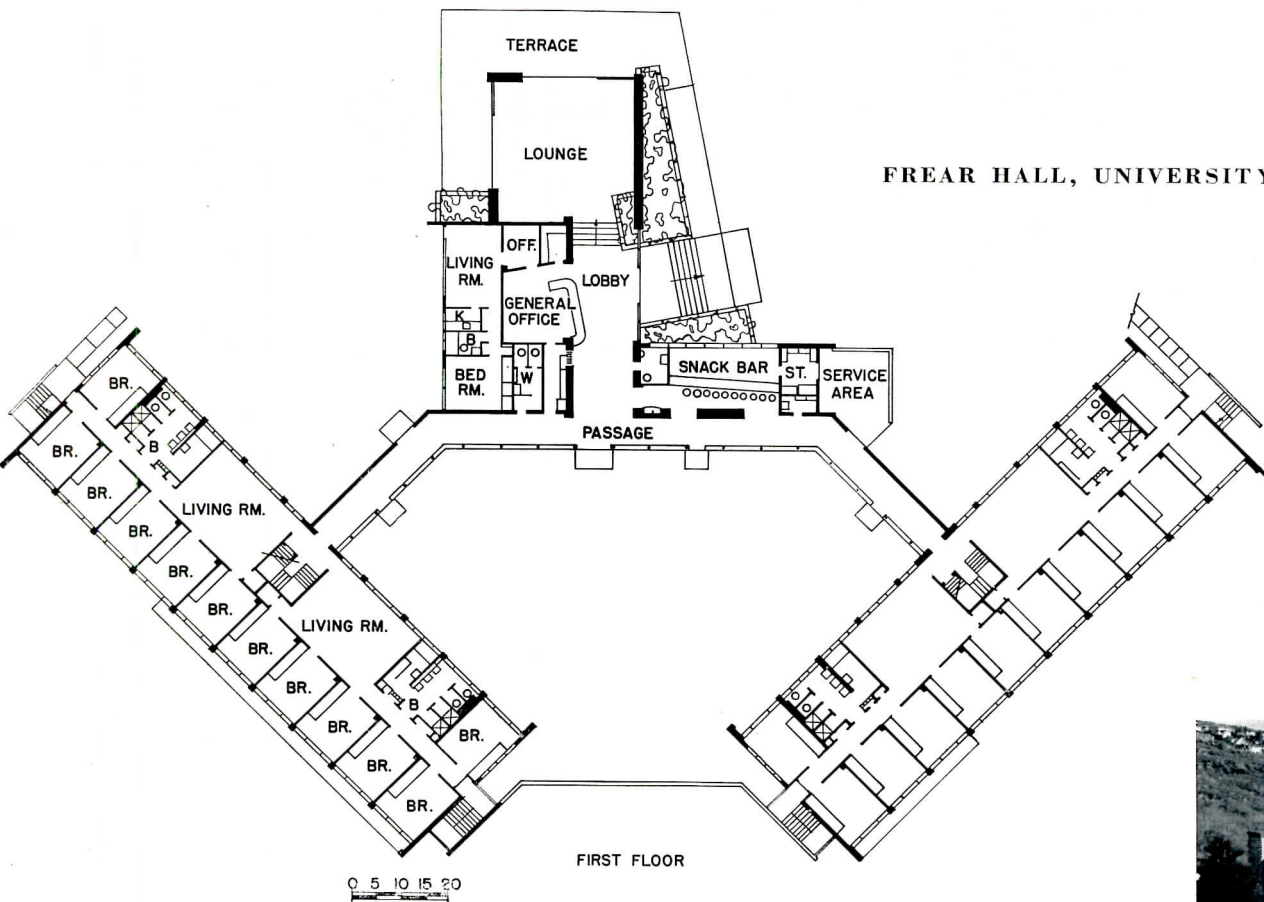 TERRACE
LOUNGE
FREAR HALL, UNIVERSITY
OFF.
LIVING
RM.
LOBBY
GENERAL
OFFICE
K
B
BED
RM.
W
SNACK BAR
ST.
SERVICE
AREA
PASSAGE
BR.
BR.
B
BR.
LIVING RM.
BR.
BR.
BR.
LIVING RM.
BR.
BR.
B
BR.
BR.
BR.
BR.
FIRST FLOOR
0 5 10 15 20